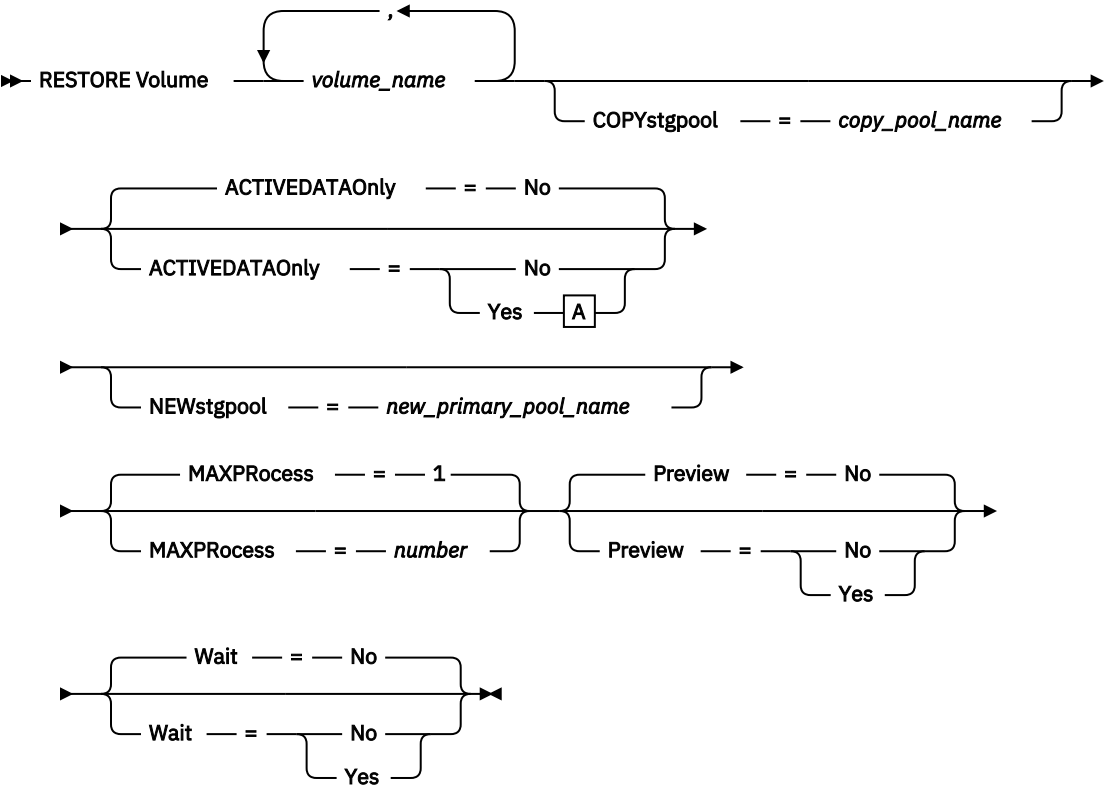 ,
RESTORE Volume volume_name
COPYstgpool = copy_pool_name
ACTIVEDATAOnly = No
ACTIVEDATAOnly = No
Yes A
NEWstgpool = new_primary_pool_name
MAXPRocess = 1 Preview = No
MAXPRocess = number Preview = No
Yes
Wait = No
Wait = No
Yes